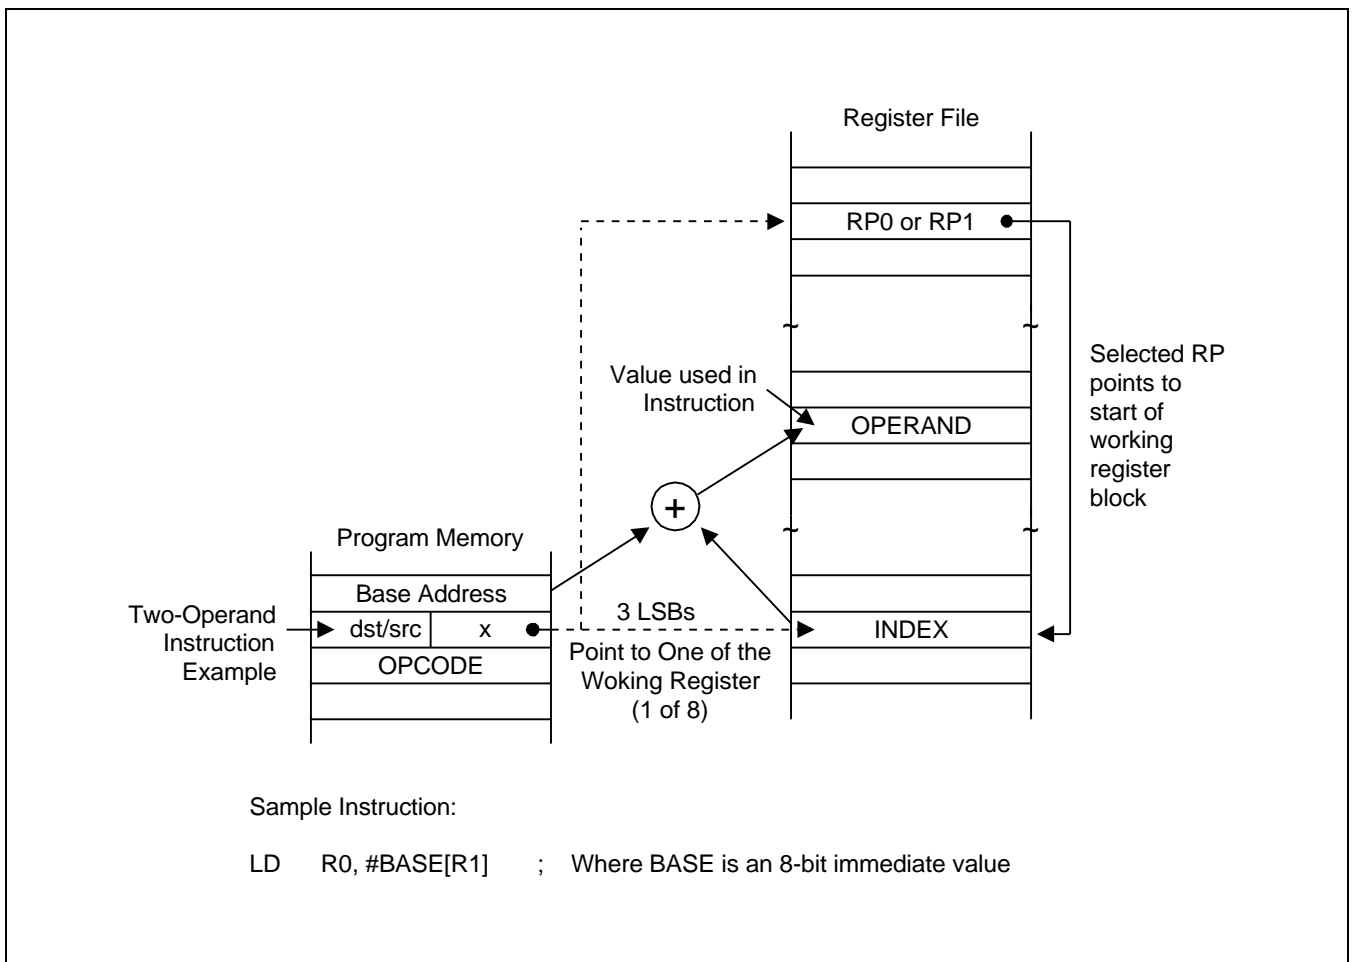 Register File
RP0 or RP1
Selected RP
points to
start of
working
register
block
Value used in
Instruction
OPERAND
+
Program Memory
Base Address
Two-Operand
Instruction
Example
dst/src
x
3 LSBs
INDEX
OPCODE
Point to One of the
Woking Register
(1 of 8)
Sample Instruction:
LD R0, #BASE[R1] ; Where BASE is an 8-bit immediate value